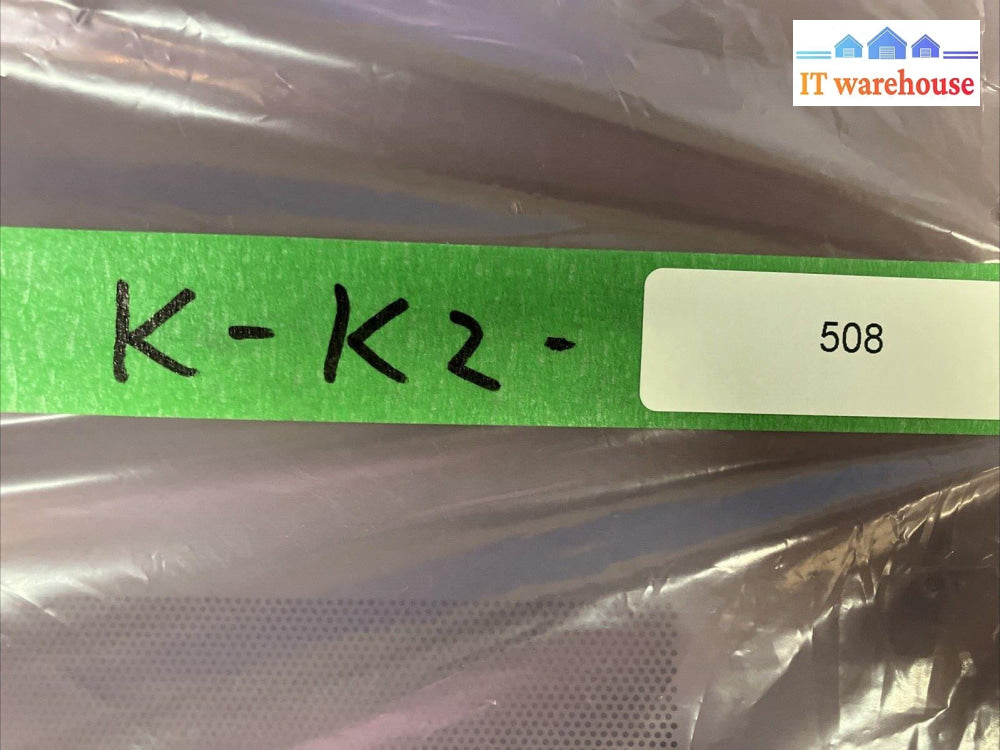 IT warehouse
K - K2 - 508